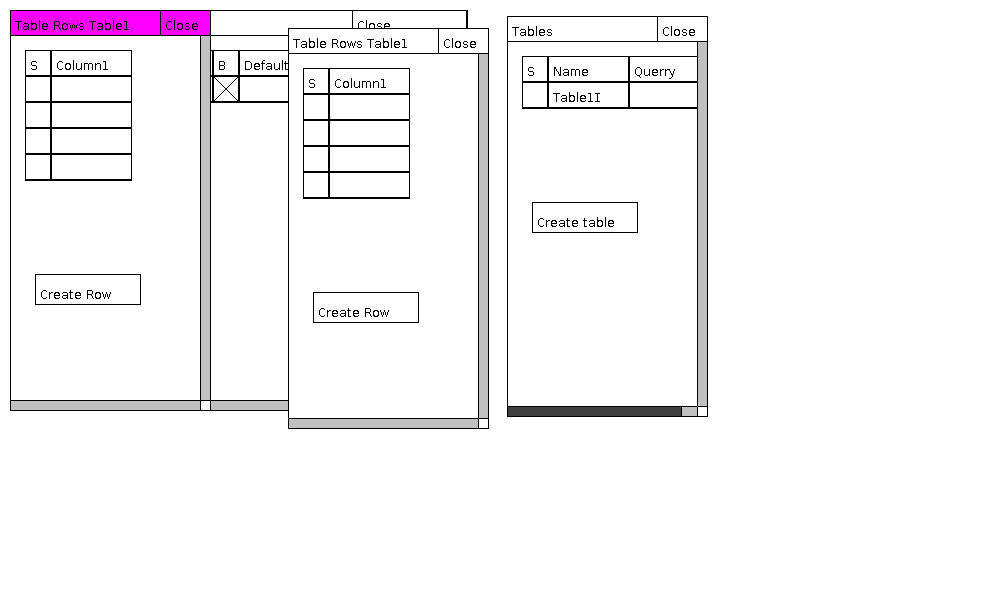 Table Rows Table1 Close
S Column1
Create Row
Close
B Default
Table Rows Table1 Close
S Column1
Create Row
Tables Close
S Name Querry
Table1I
Create table